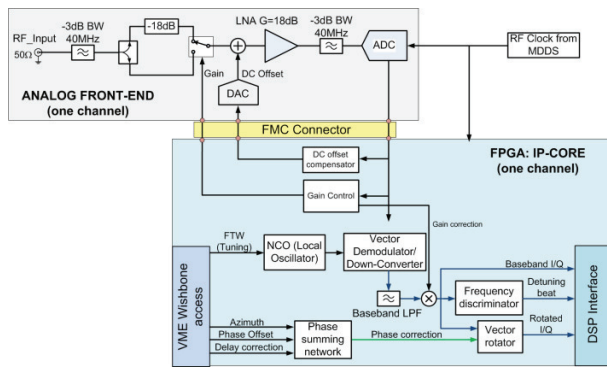 RF_Input
50Ω
-3dB BW
40MHz
-18dB
Gain
LNA G=18dB
DC Offset
DAC
-3dB BW
40MHz
ADC
RF Clock from
MDDS
ANALOG FRONT-END
(one channel)
FMC Connector
FPGA: IP-CORE
(one channel)
DC offset
compensator
Gain Control
Gain correction
FTW
(Tuning)
NCO (Local
Oscillator)
Vector
Demodulator/
Down-Converter
Baseband LPF
Baseband I/Q
Frequency
discriminator
Detuning
beat
VME Wishbone
access
Azimuth
Phase Offset
Delay correction
Phase
summing
network
Phase correction
Vector
rotator
Rotated
I/Q
DSP Interface